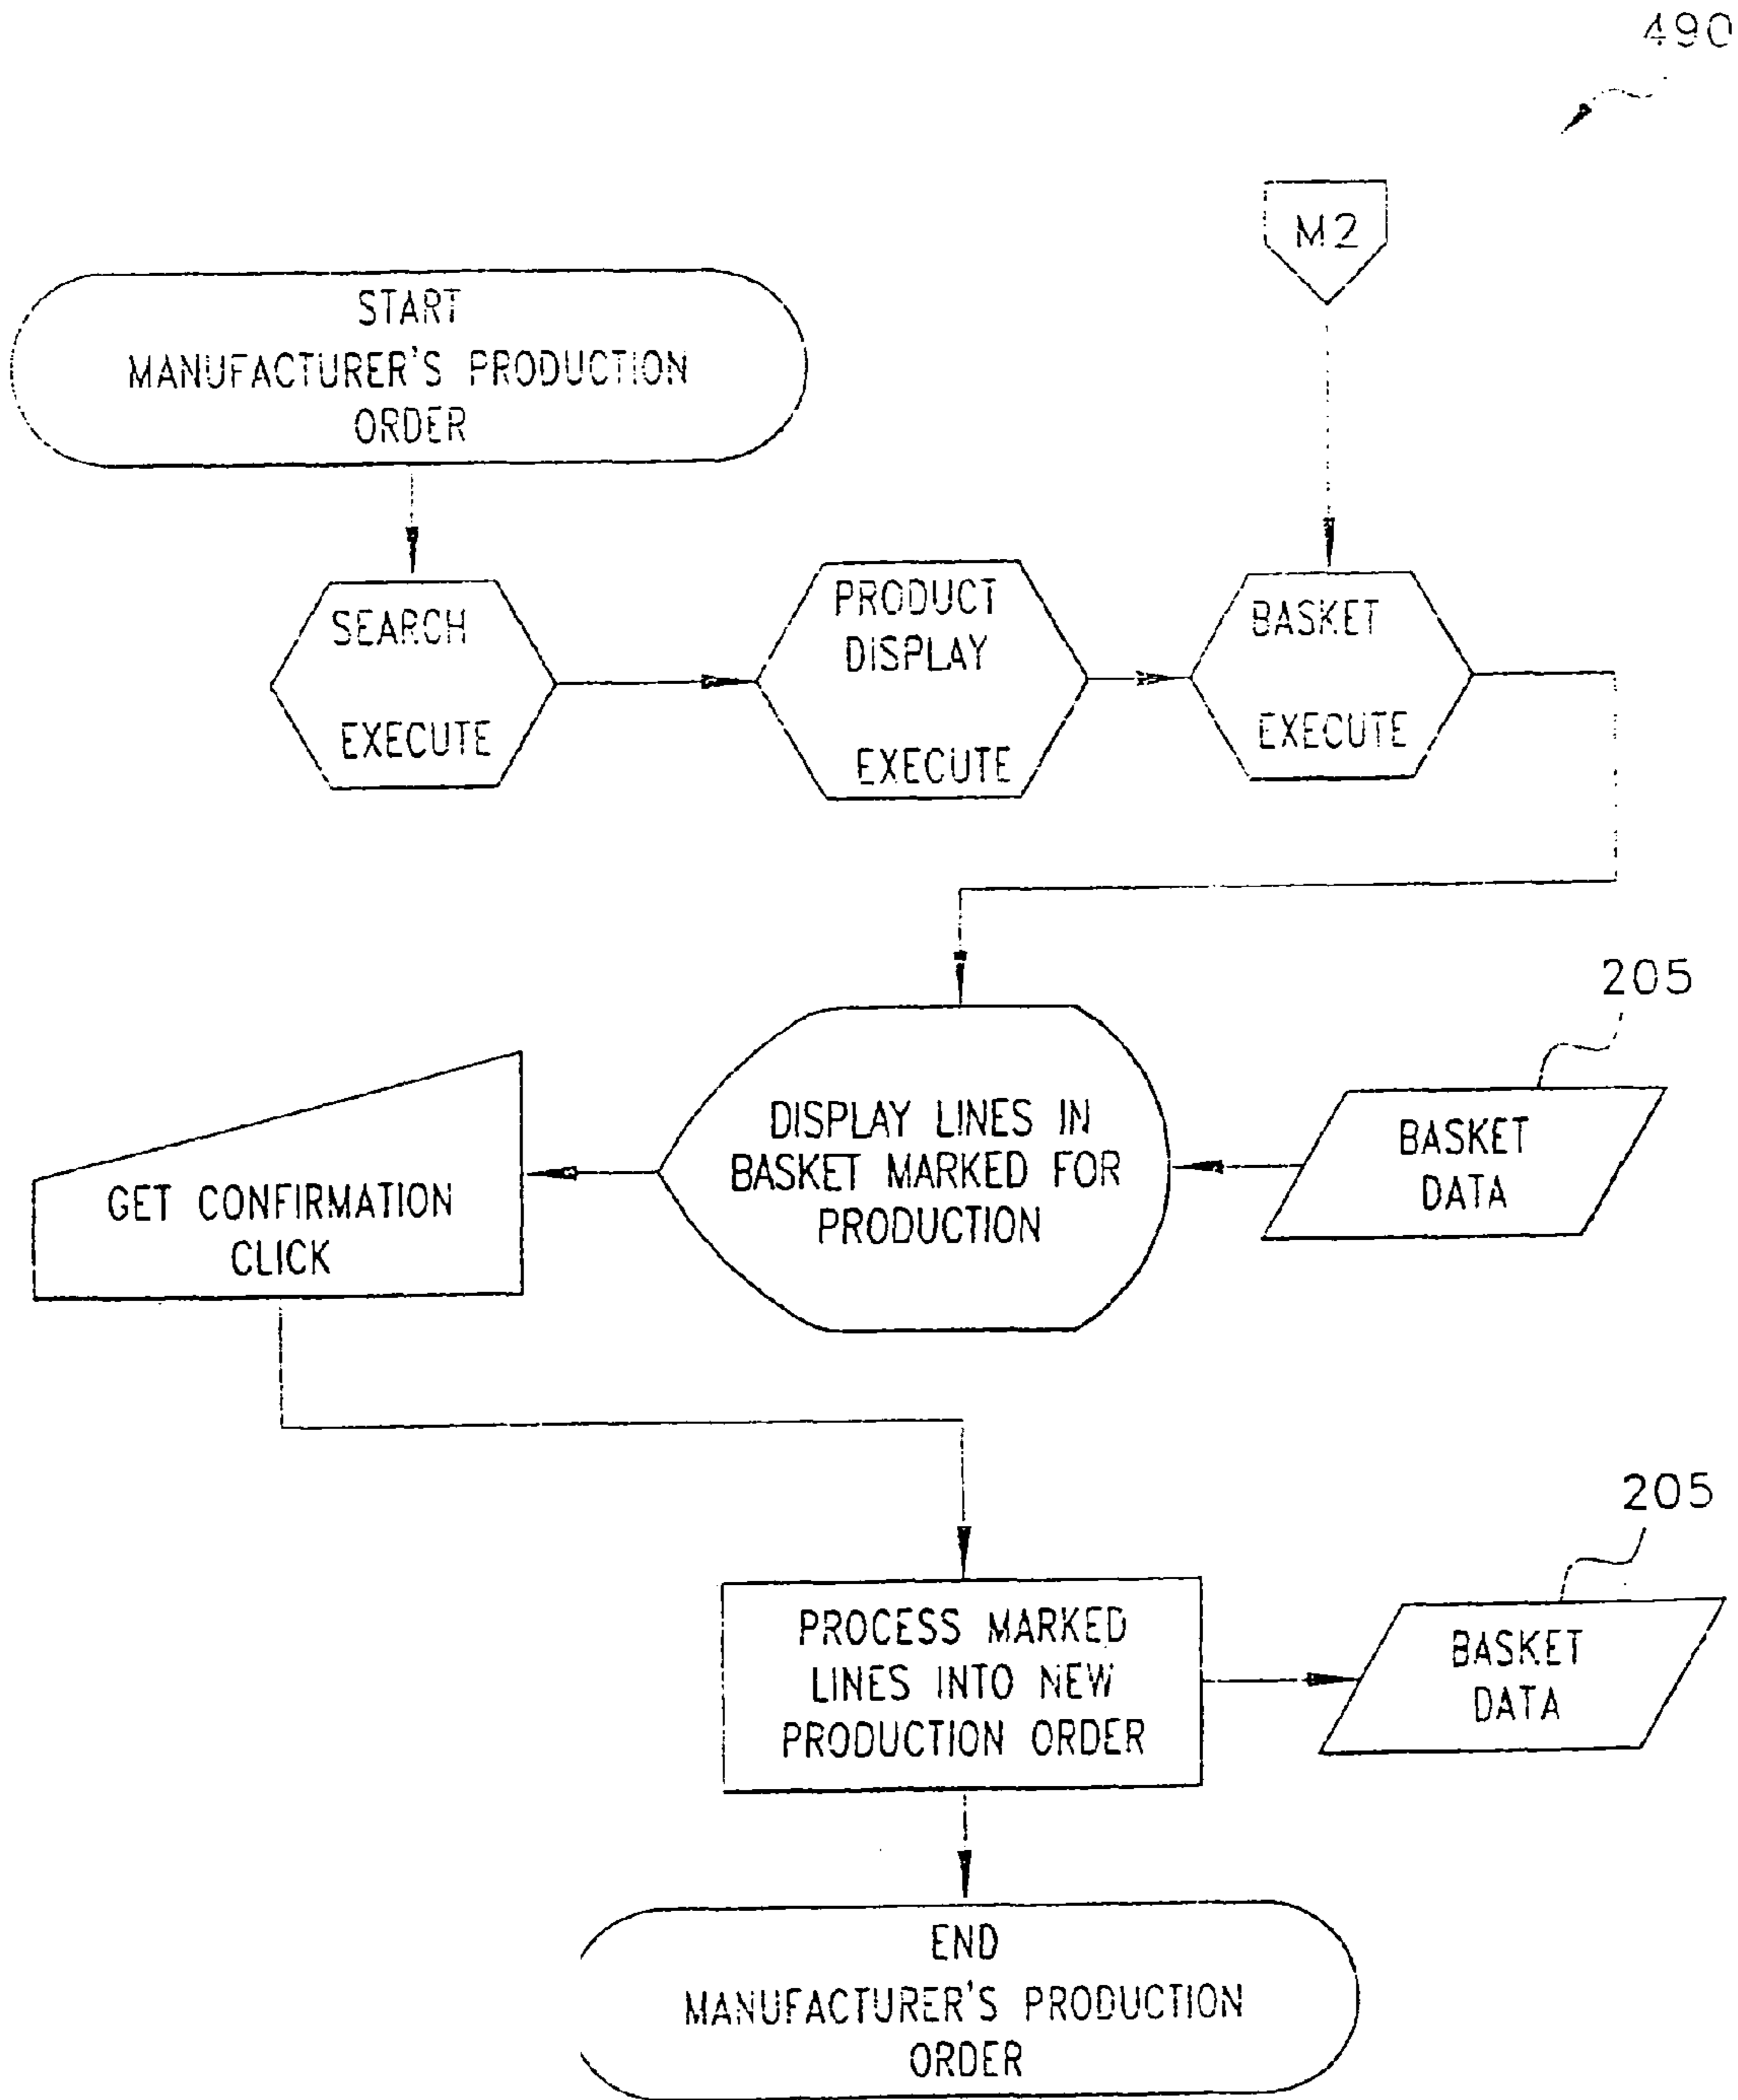 490
M2
START
MANUFACTURER'S PRODUCTION
ORDER
SEARCH
EXECUTE
PRODUCT
DISPLAY
EXECUTE
BASKET
EXECUTE
205
DISPLAY LINES IN
BASKET MARKED FOR
PRODUCTION
BASKET
DATA
GET CONFIRMATION
CLICK
205
PROCESS MARKED
LINES INTO NEW
PRODUCTION ORDER
BASKET
DATA
END
MANUFACTURER'S PRODUCTION
ORDER